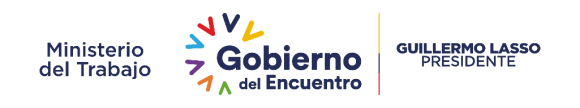 Ministerio
del Trabajo
Gobierno
del Encuentro
GUILLERMO LASSO
PRESIDENTE